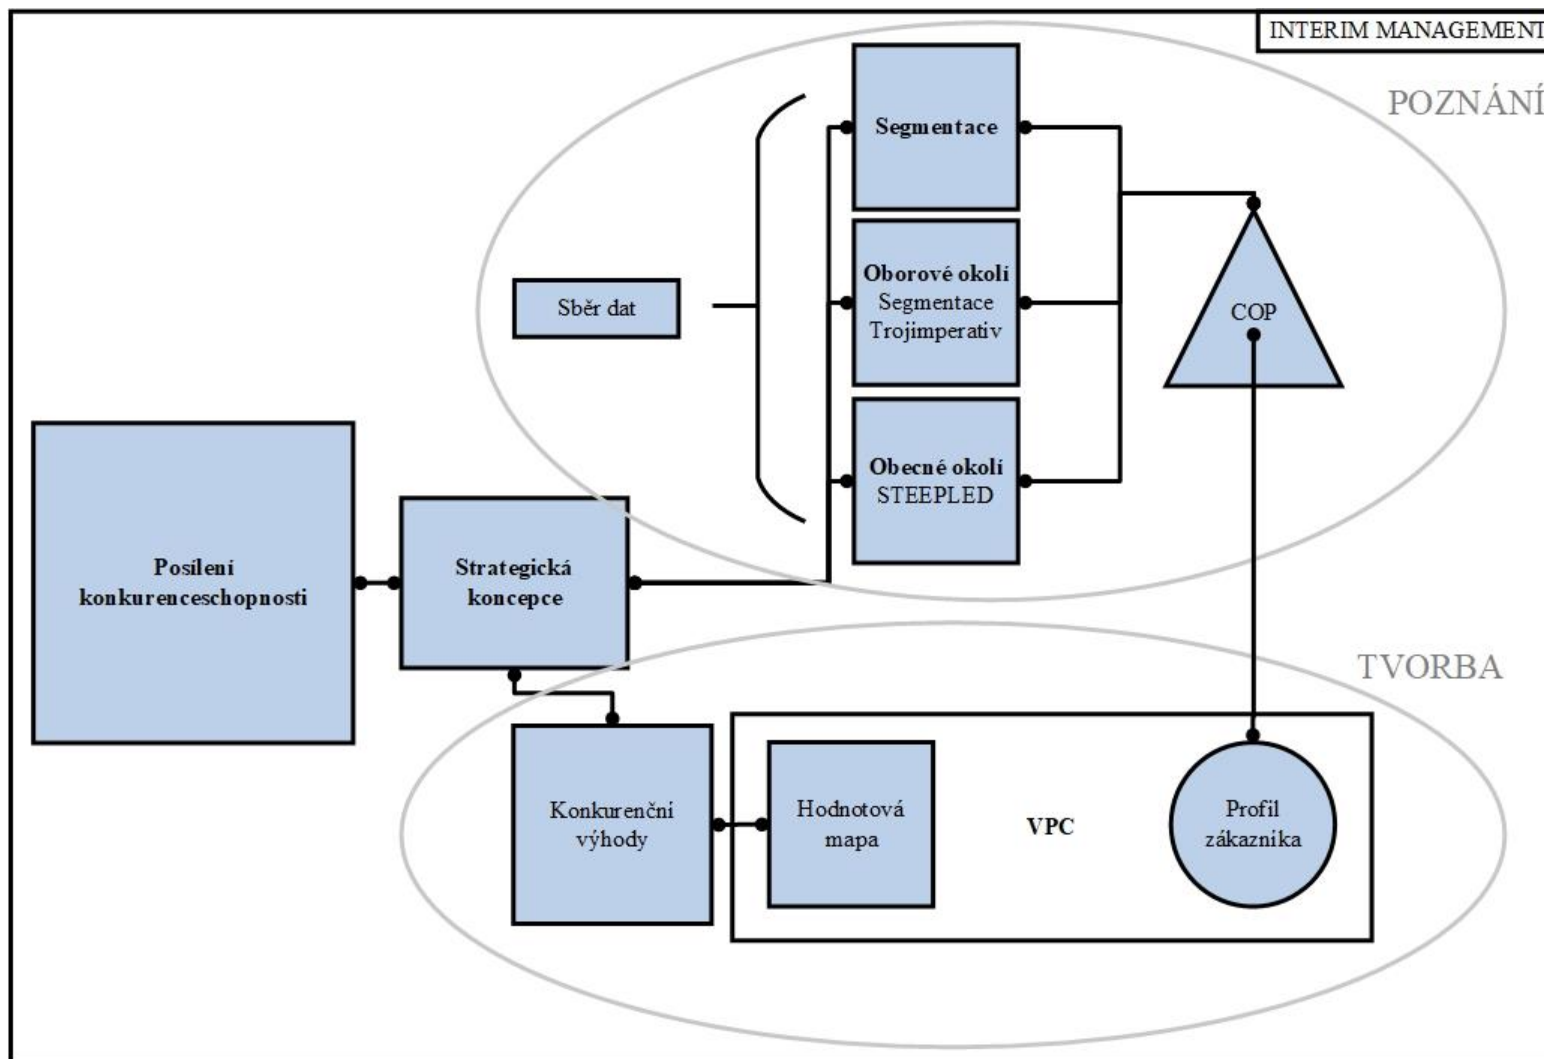 INTERIM MANAGEMENT
POZNÁNÍ
Segmentace
Oborové okolí
Segmentace
Trojimperativ
Sběr dat
COP
Obecné okolí
STEEPLED
Posílení
konkurenceschopnosti
Strategická
koncepce
TVORBA
Konkurenční
výhody
Hodnotová
mapa
VPC
Profil
zákazníka